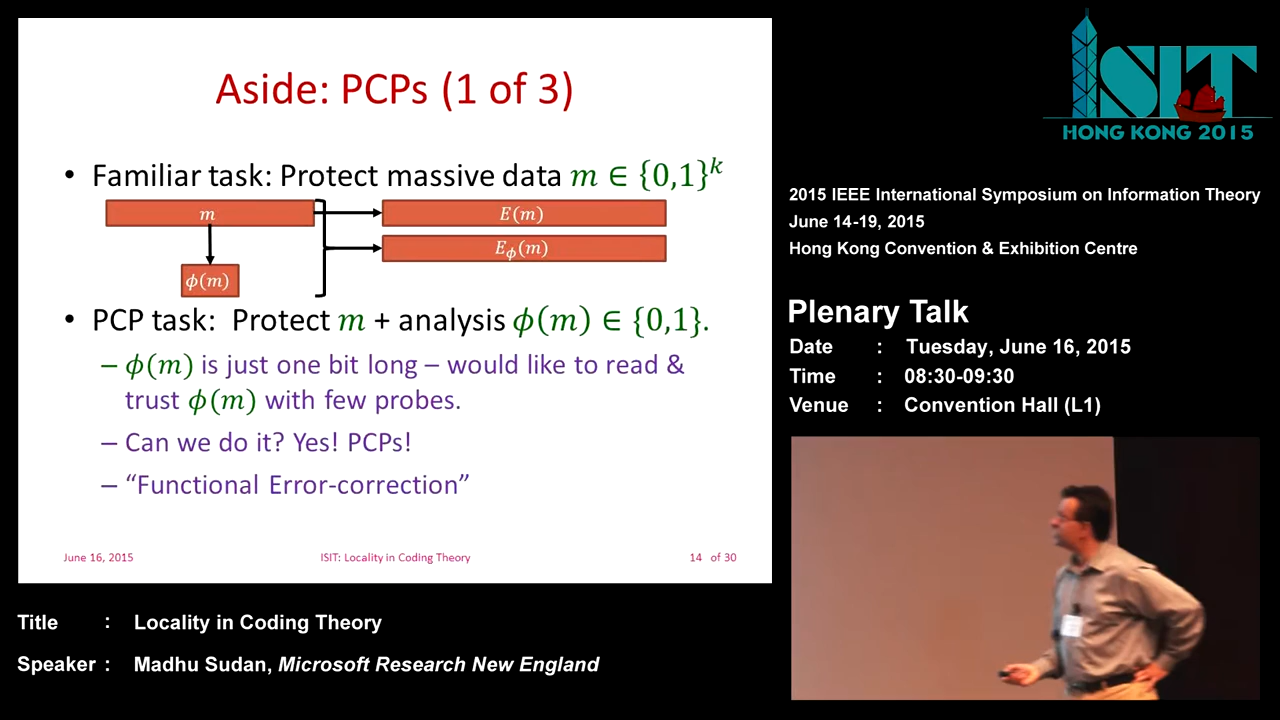 Aside: PCPs (1 of 3)
• Familiar task: Protect massive data m ∈ {0,1}^k
m
E(m)
E_ϕ(m)
ϕ(m)
• PCP task: Protect m + analysis ϕ(m) ∈ {0,1}.
– ϕ(m) is just one bit long – would like to read &
trust ϕ(m) with few probes.
– Can we do it? Yes! PCPs!
– “Functional Error-correction”
June 16, 2015
ISIT: Locality in Coding Theory
14 of 30
ISIT
HONG KONG 2015
2015 IEEE International Symposium on Information Theory
June 14-19, 2015
Hong Kong Convention & Exhibition Centre
Plenary Talk
Date : Tuesday, June 16, 2015
Time : 08:30-09:30
Venue : Convention Hall (L1)
Title : Locality in Coding Theory
Speaker : Madhu Sudan, Microsoft Research New England